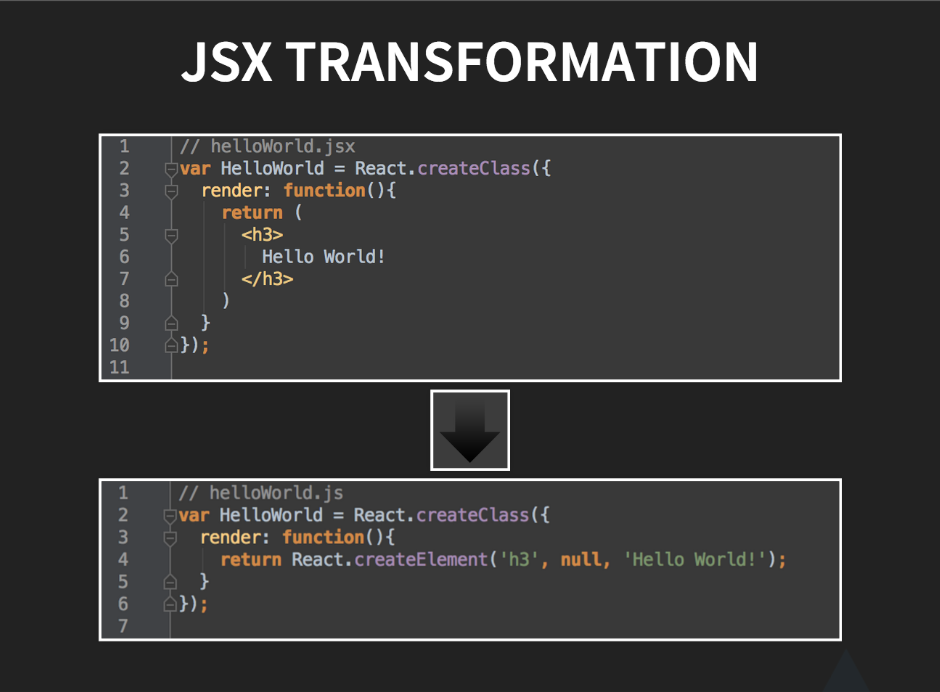 JSX TRANSFORMATION
1 // helloWorld.jsx
2 var HelloWorld = React.createClass({
3 render: function(){
4 return (
5 <h3>
6 Hello World!
7 </h3>
8 )
9 }
10 });
11
1 // helloWorld.js
2 var HelloWorld = React.createClass({
3 render: function(){
4 return React.createElement('h3', null, 'Hello World!');
5 }
6 });
7